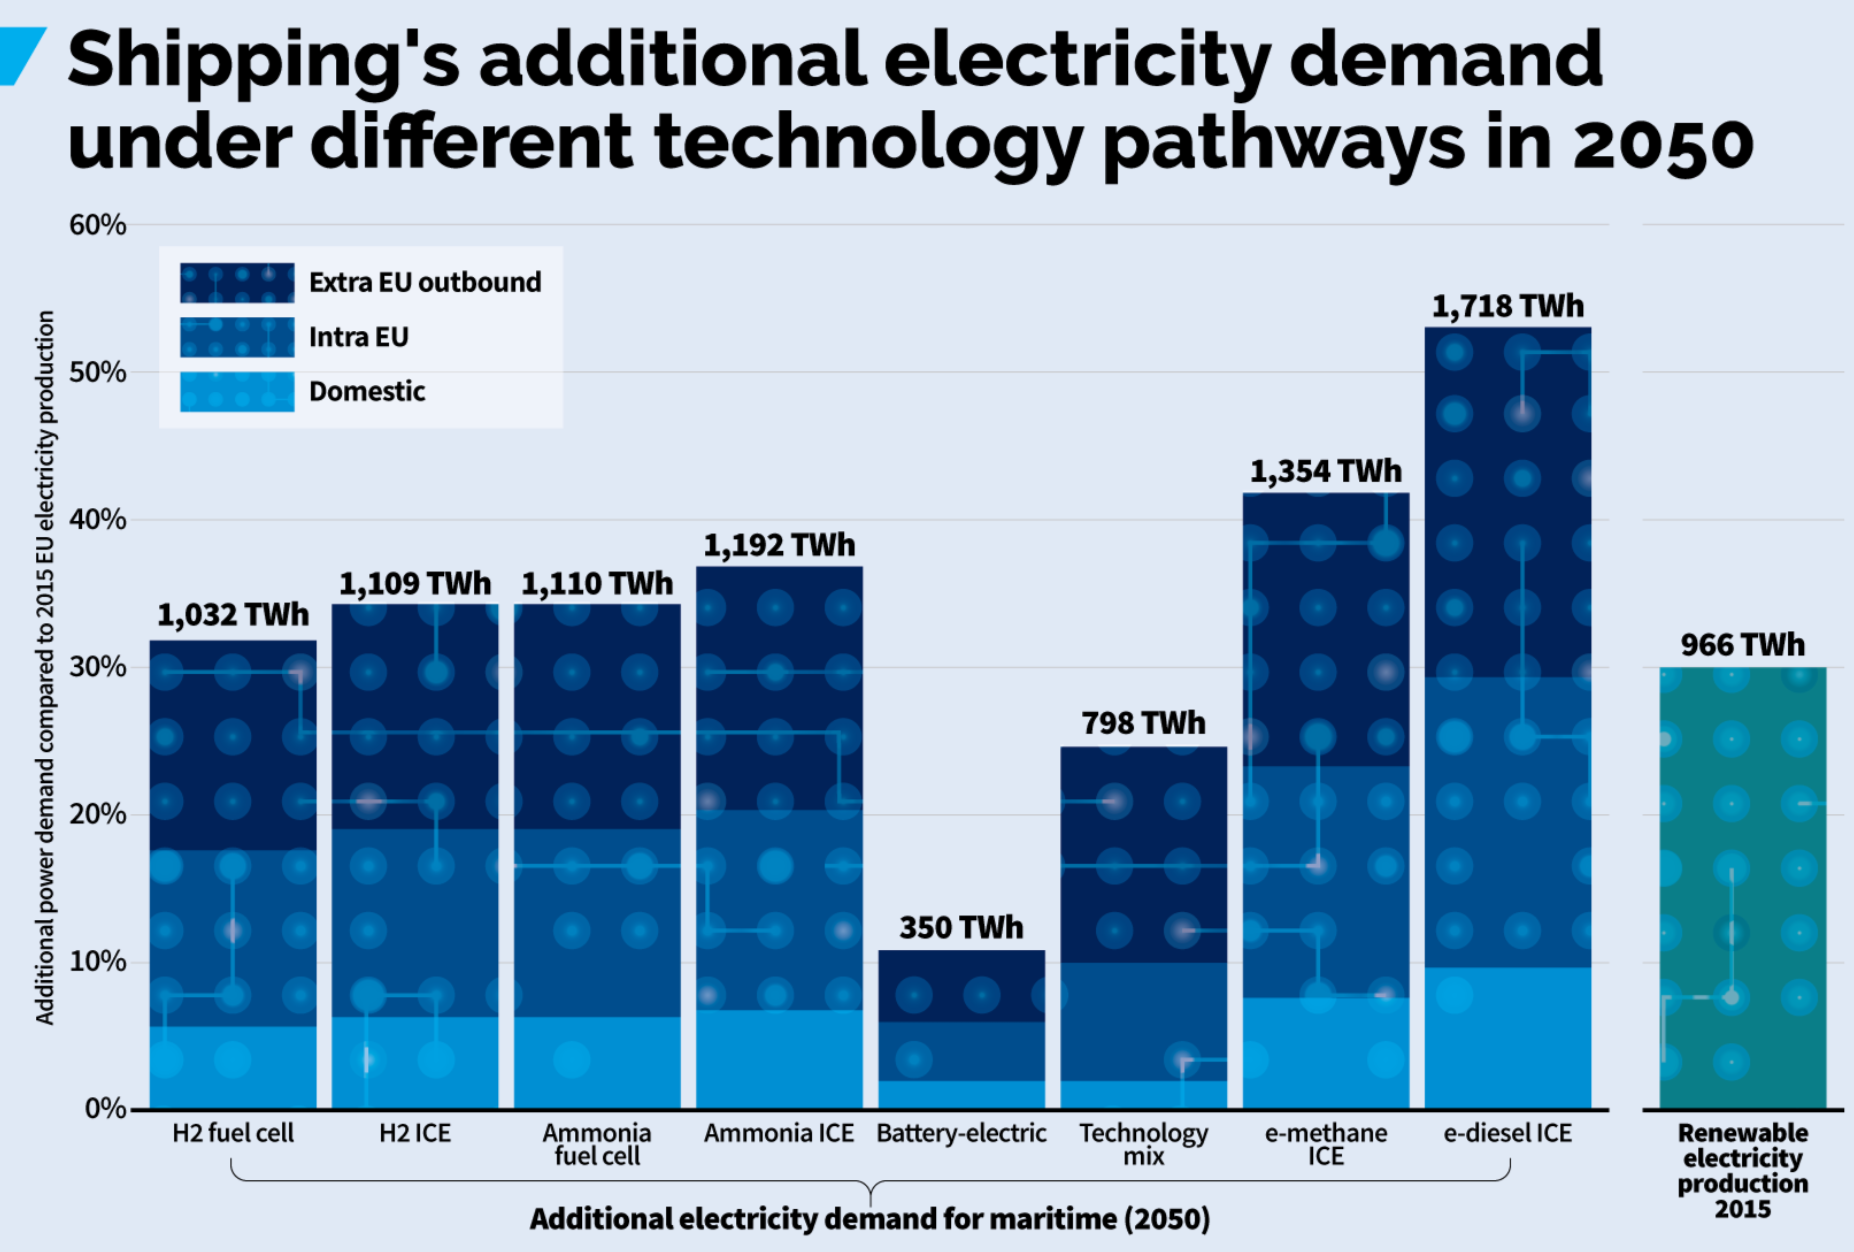 Shipping's additional electricity demand
under different technology pathways in 2050
Additional power demand compared to 2015 EU electricity production
60%
50%
40%
30%
20%
10%
0%
Extra EU outbound
Intra EU
Domestic
1,032 TWh
1,109 TWh
1,110 TWh
1,192 TWh
350 TWh
798 TWh
1,354 TWh
1,718 TWh
966 TWh
H2 fuel cell
H2 ICE
Ammonia
fuel cell
Ammonia ICE
Battery-electric
Technology
mix
e-methane
ICE
e-diesel ICE
Renewable
electricity
production
2015
Additional electricity demand for maritime (2050)